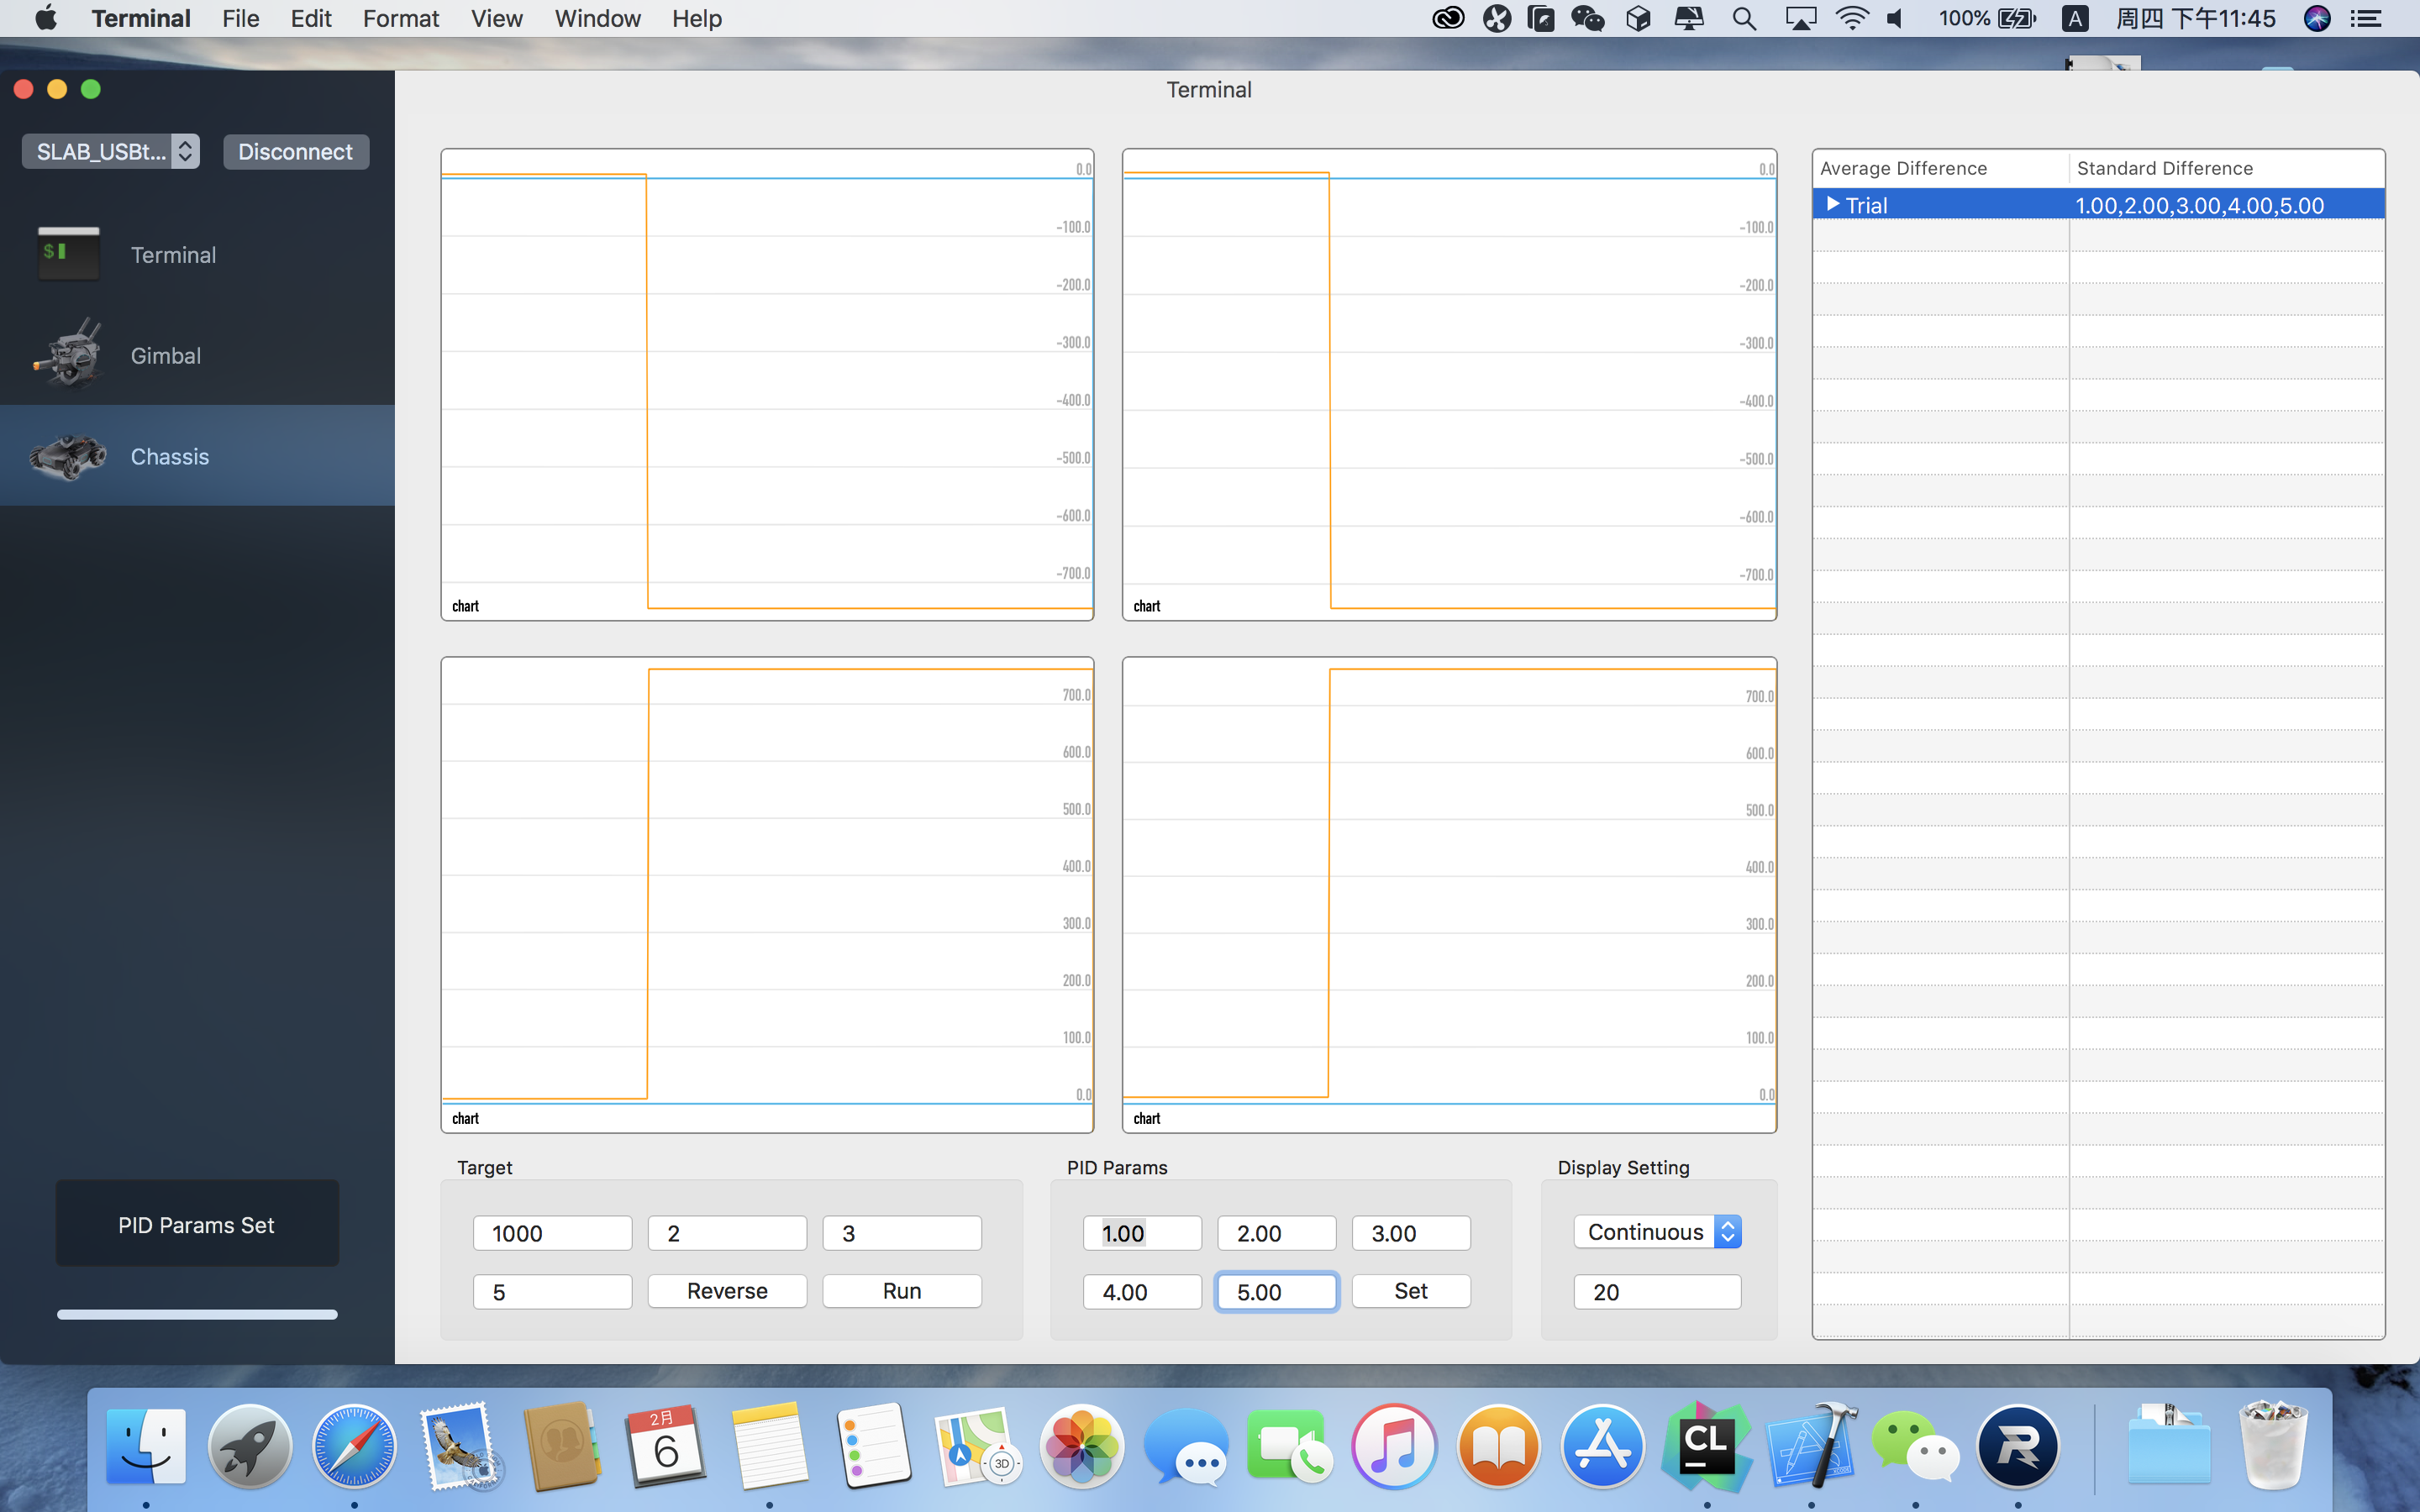 Terminal File Edit Format View Window Help 100% A 周四 下午11:45
Terminal
SLAB_USBt... Disconnect
$
Terminal
Gimbal
Chassis
PID Params Set
0.0
-100.0
-200.0
-300.0
-400.0
-500.0
-600.0
-700.0
chart
0.0
-100.0
-200.0
-300.0
-400.0
-500.0
-600.0
-700.0
chart
700.0
600.0
500.0
400.0
300.0
200.0
100.0
0.0
chart
700.0
600.0
500.0
400.0
300.0
200.0
100.0
0.0
chart
Average Difference Standard Difference
Trial 1.00,2.00,3.00,4.00,5.00
Target
1000 2 3
5 Reverse Run
PID Params
1.00 2.00 3.00
4.00 5.00 Set
Display Setting
Continuous
20
2月
6
3D
CL
R